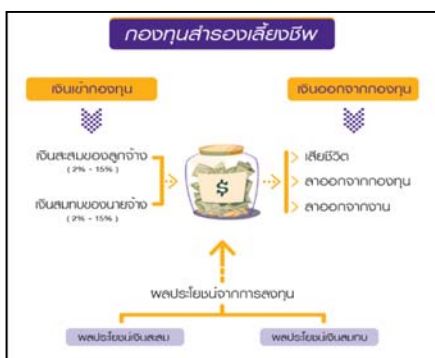 กองทุนสำรองเลี้ยงชีพ
เงินเข้ากองทุน
เงินออกจากกองทุน
เงินสะสมของลูกจ้าง
(2% - 15%)
เงินสมทบของนายจ้าง
(2% - 15%)
$
เสียชีวิต
ลาออกจากกองทุน
ลาออกจากงาน
ผลประโยชน์จากการลงทุน
ผลประโยชน์เงินสะสม
ผลประโยชน์เงินสมทบ